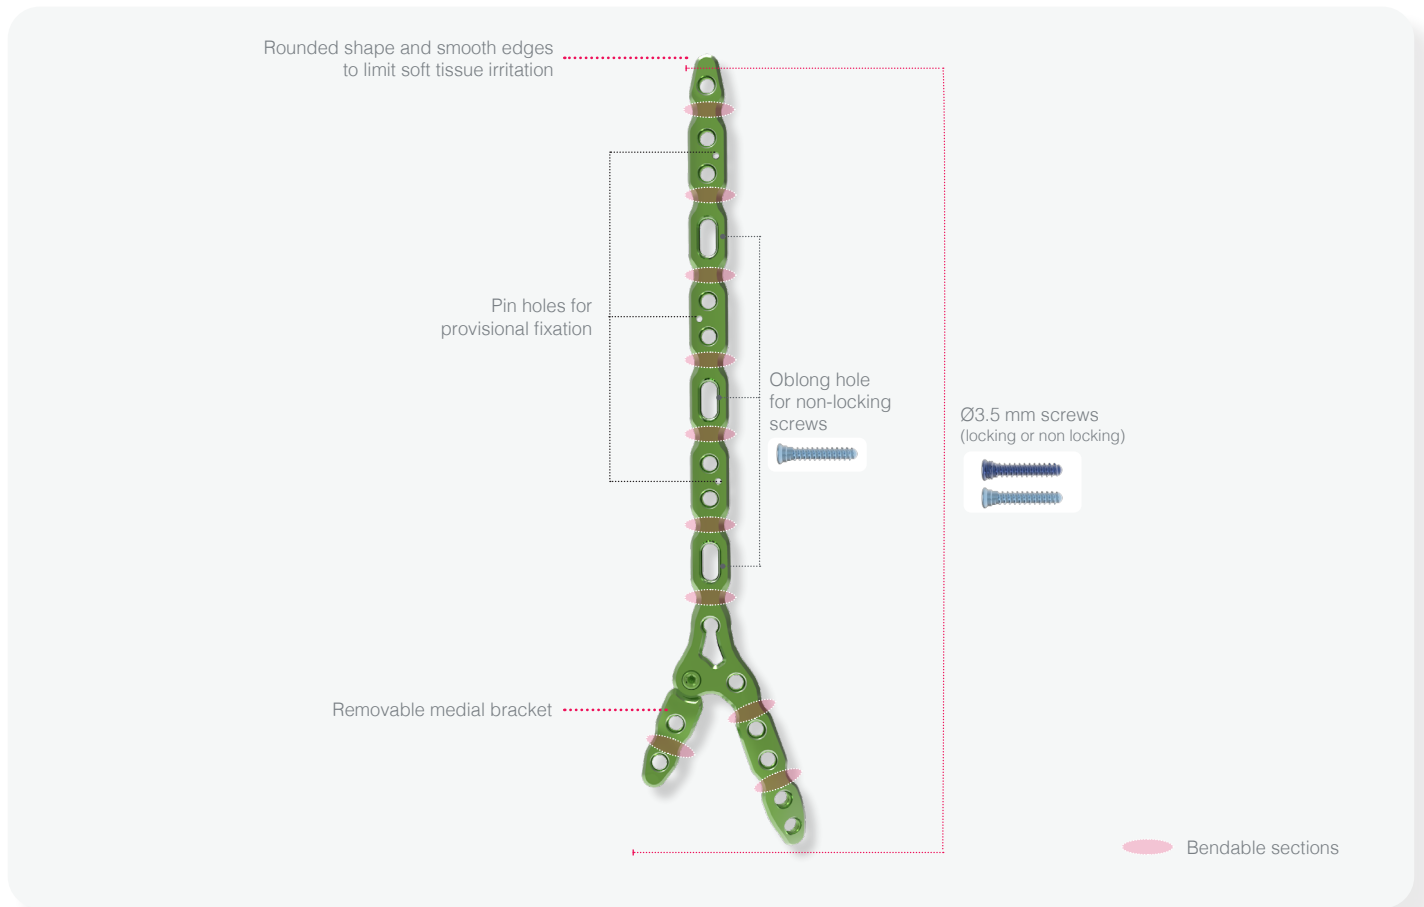 Rounded shape and smooth edges
to limit soft tissue irritation
Pin holes for
provisional fixation
Oblong hole
for non-locking
screws
Ø3.5 mm screws
(locking or non locking)
Removable medial bracket
Bendable sections